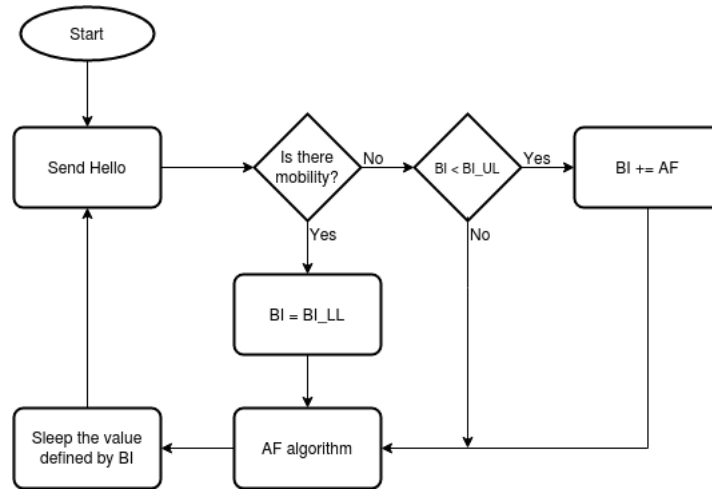 Start
Send Hello
Is there
mobility?
No
BI < BI_UL
Yes
BI += AF
Yes
No
BI = BI_LL
Sleep the value
defined by BI
AF algorithm